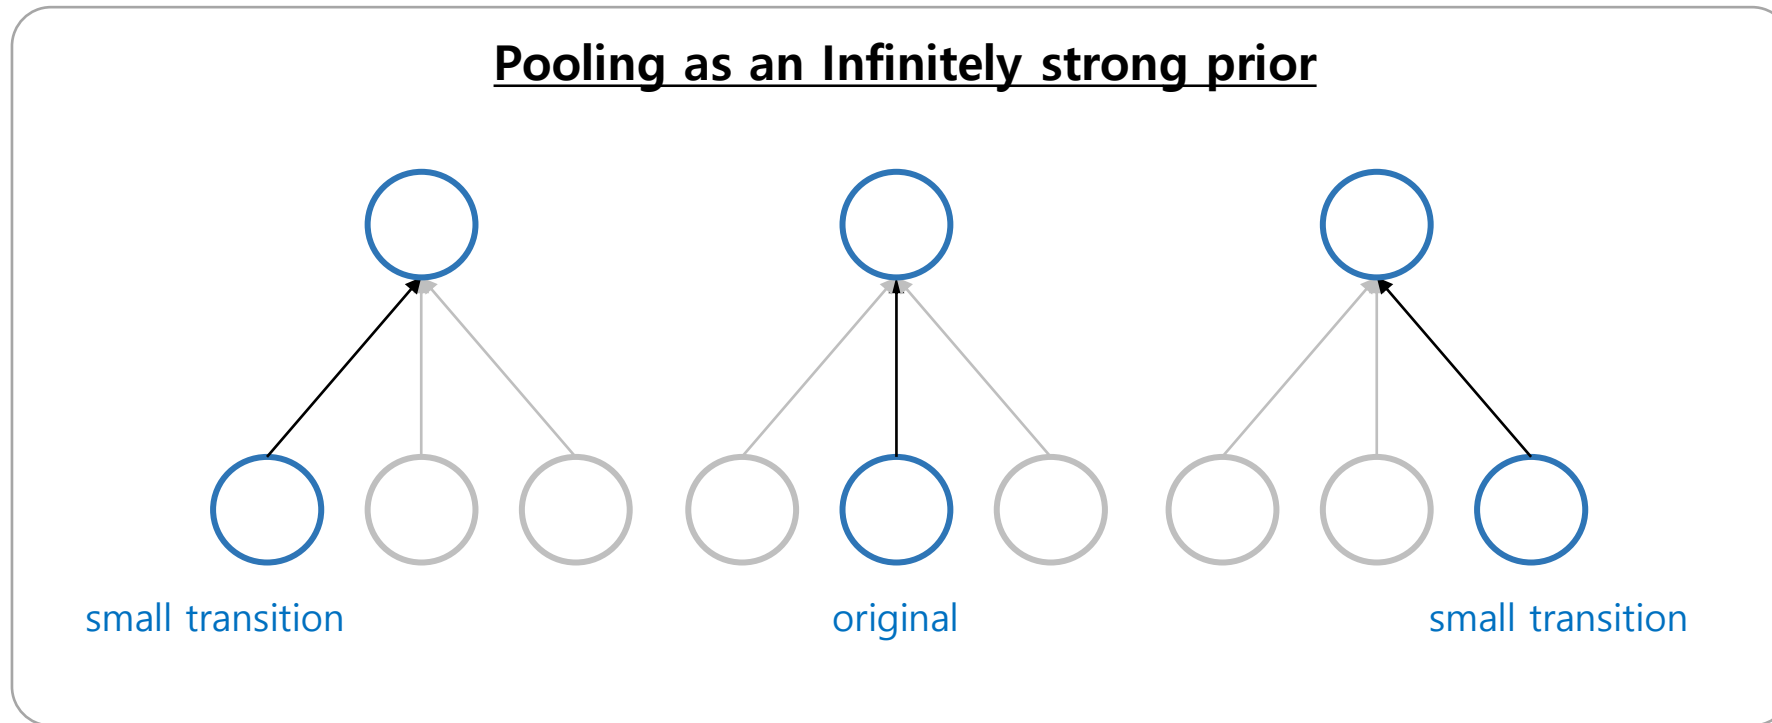 Pooling as an Infinitely strong prior
small transition
original
small transition